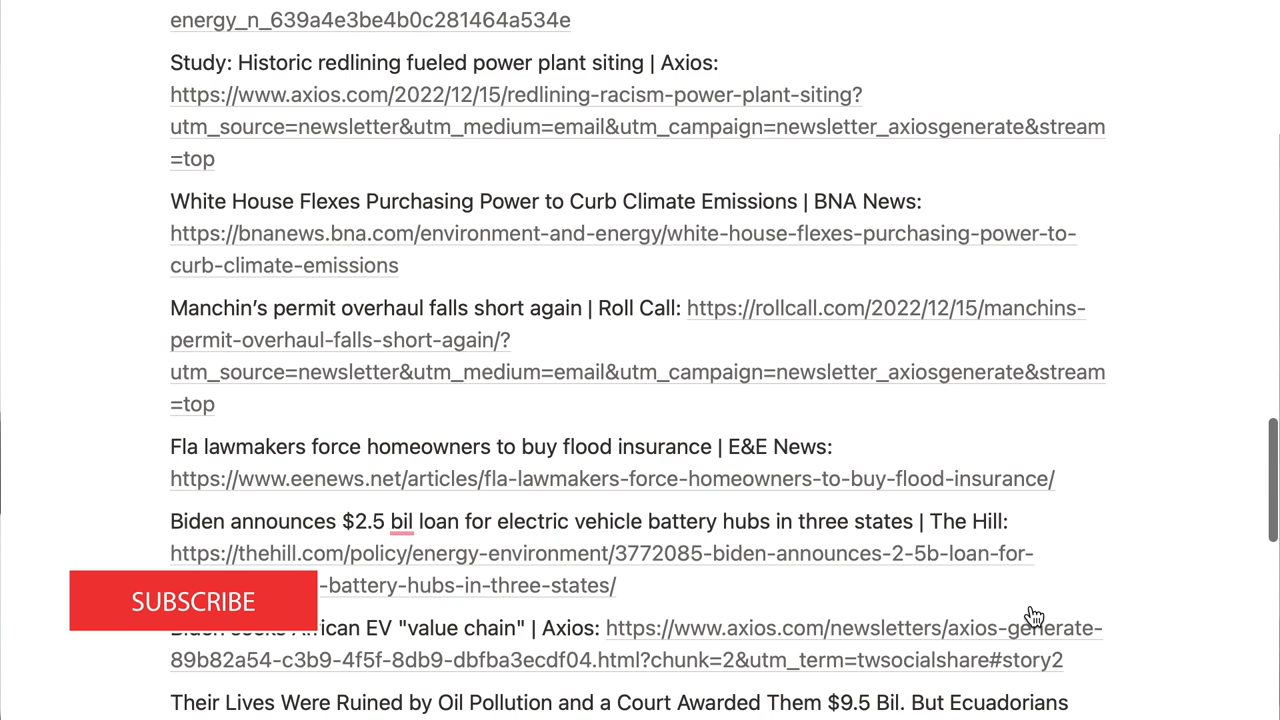 energy_n_639a4e3be4b0c281464a534e
Study: Historic redlining fueled power plant siting | Axios:
https://www.axios.com/2022/12/15/redlining-racism-power-plant-siting?
utm_source=newsletter&utm_medium=email&utm_campaign=newsletter_axiosgenerate&stream
=top
White House Flexes Purchasing Power to Curb Climate Emissions | BNA News:
https://bnanews.bna.com/environment-and-energy/white-house-flexes-purchasing-power-to-
curb-climate-emissions
Manchin’s permit overhaul falls short again | Roll Call: https://rollcall.com/2022/12/15/manchins-
permit-overhaul-falls-short-again/?
utm_source=newsletter&utm_medium=email&utm_campaign=newsletter_axiosgenerate&stream
=top
Fla lawmakers force homeowners to buy flood insurance | E&E News:
https://www.eenews.net/articles/fla-lawmakers-force-homeowners-to-buy-flood-insurance/
Biden announces $2.5 bil loan for electric vehicle battery hubs in three states | The Hill:
https://thehill.com/policy/energy-environment/3772085-biden-announces-2-5b-loan-for-
-battery-hubs-in-three-states/
SUBSCRIBE
EV "value chain" | Axios: https://www.axios.com/newsletters/axios-generate-
89b82a54-c3b9-4f5f-8db9-dbfba3ecdf04.html?chunk=2&utm_term=twsocialshare#story2
Their Lives Were Ruined by Oil Pollution and a Court Awarded Them $9.5 Bil. But Ecuadorians